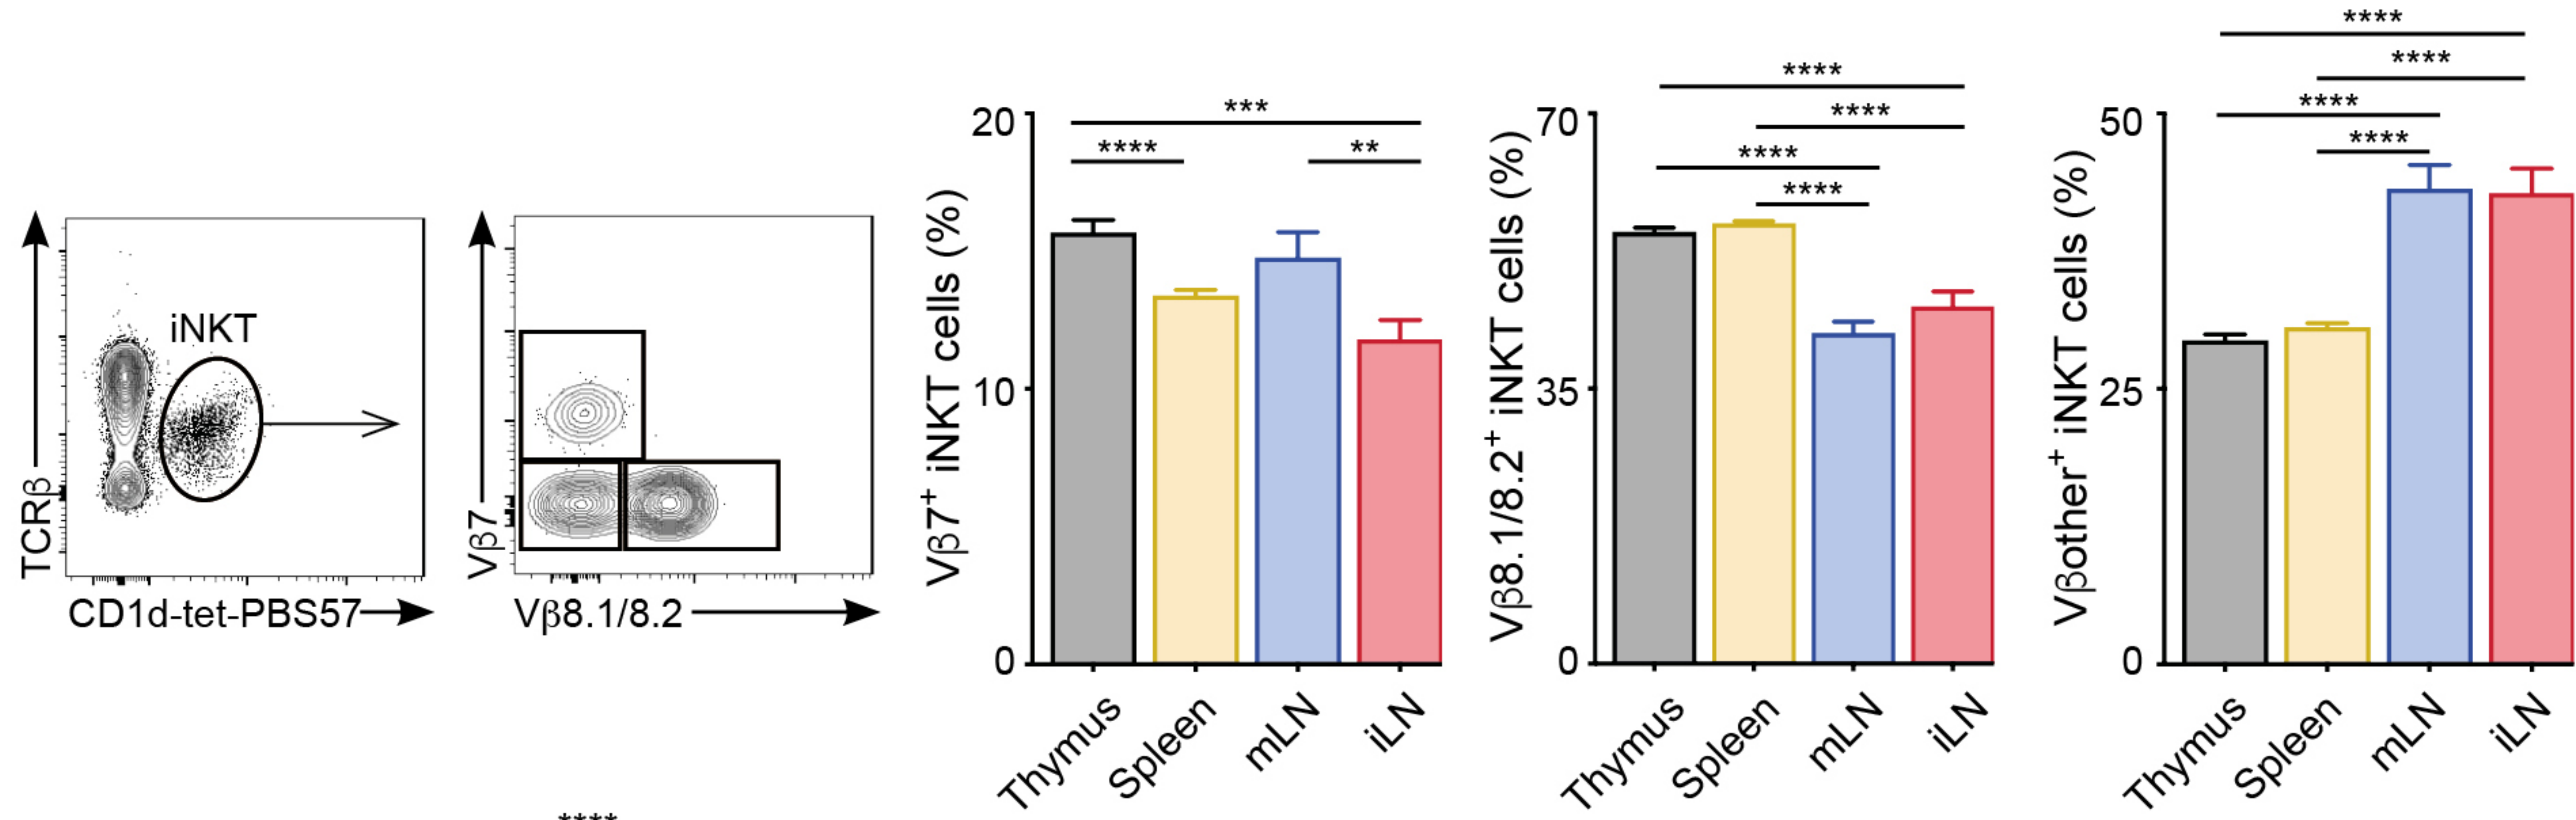 iNKT
TCRβ
CD1d-tet-PBS57
Vβ7
Vβ8.1/8.2
Vβ7+ iNKT cells (%)
20
10
0
***
****
**
Thymus
Spleen
mLN
iLN
Vβ8.1/8.2+ iNKT cells (%)
70
35
0
****
****
****
****
Thymus
Spleen
mLN
iLN
Vβother+ iNKT cells (%)
50
25
0
****
****
****
****
Thymus
Spleen
mLN
iLN
****